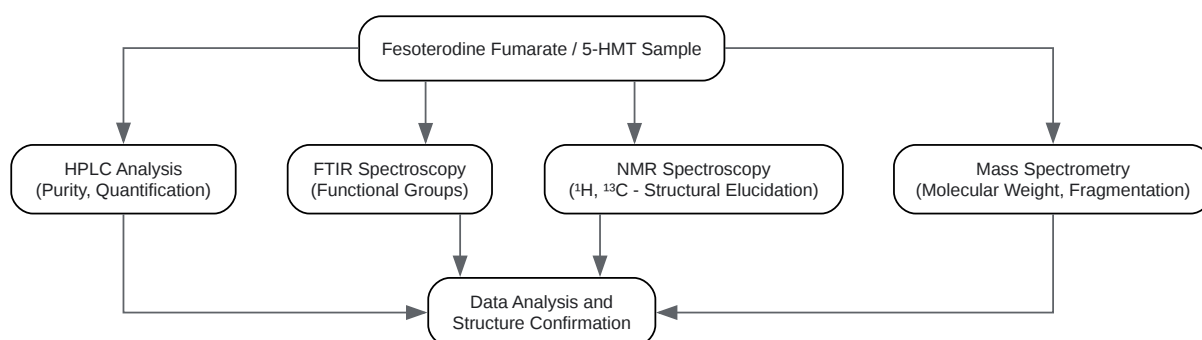 Fesoterodine Fumarate / 5-HMT Sample
HPLC Analysis
(Purity, Quantification)
FTIR Spectroscopy
(Functional Groups)
NMR Spectroscopy
(¹H, ¹³C - Structural Elucidation)
Mass Spectrometry
(Molecular Weight, Fragmentation)
Data Analysis and
Structure Confirmation